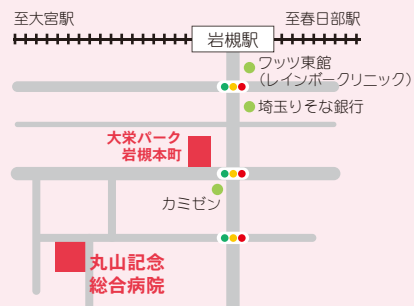 至大宮駅
至春日部駅
岩槻駅
ワッツ東館
（レインボークリニック）
埼玉りそな銀行
大栄パーク
岩槻本町
カミゼン
丸山記念
総合病院